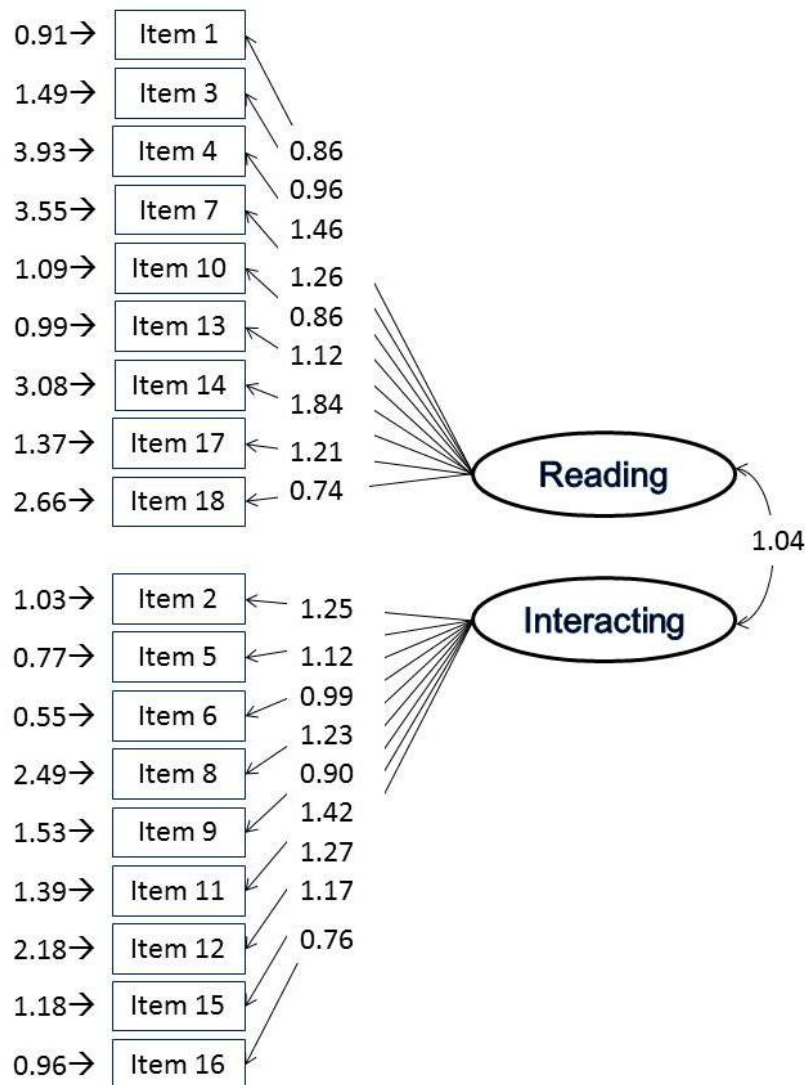 0.91→ Item 1
1.49→ Item 3
3.93→ Item 4
0.86
0.96
3.55→ Item 7
1.46
1.09→ Item 10
1.26
0.86
0.99→ Item 13
1.12
3.08→ Item 14
1.84
1.37→ Item 17
1.21
2.66→ Item 18
0.74
Reading
1.04
1.03→ Item 2
1.25
Interacting
0.77→ Item 5
1.12
0.99
0.55→ Item 6
1.23
2.49→ Item 8
0.90
1.42
1.53→ Item 9
1.27
1.39→ Item 11
1.17
2.18→ Item 12
0.76
1.18→ Item 15
0.96→ Item 16